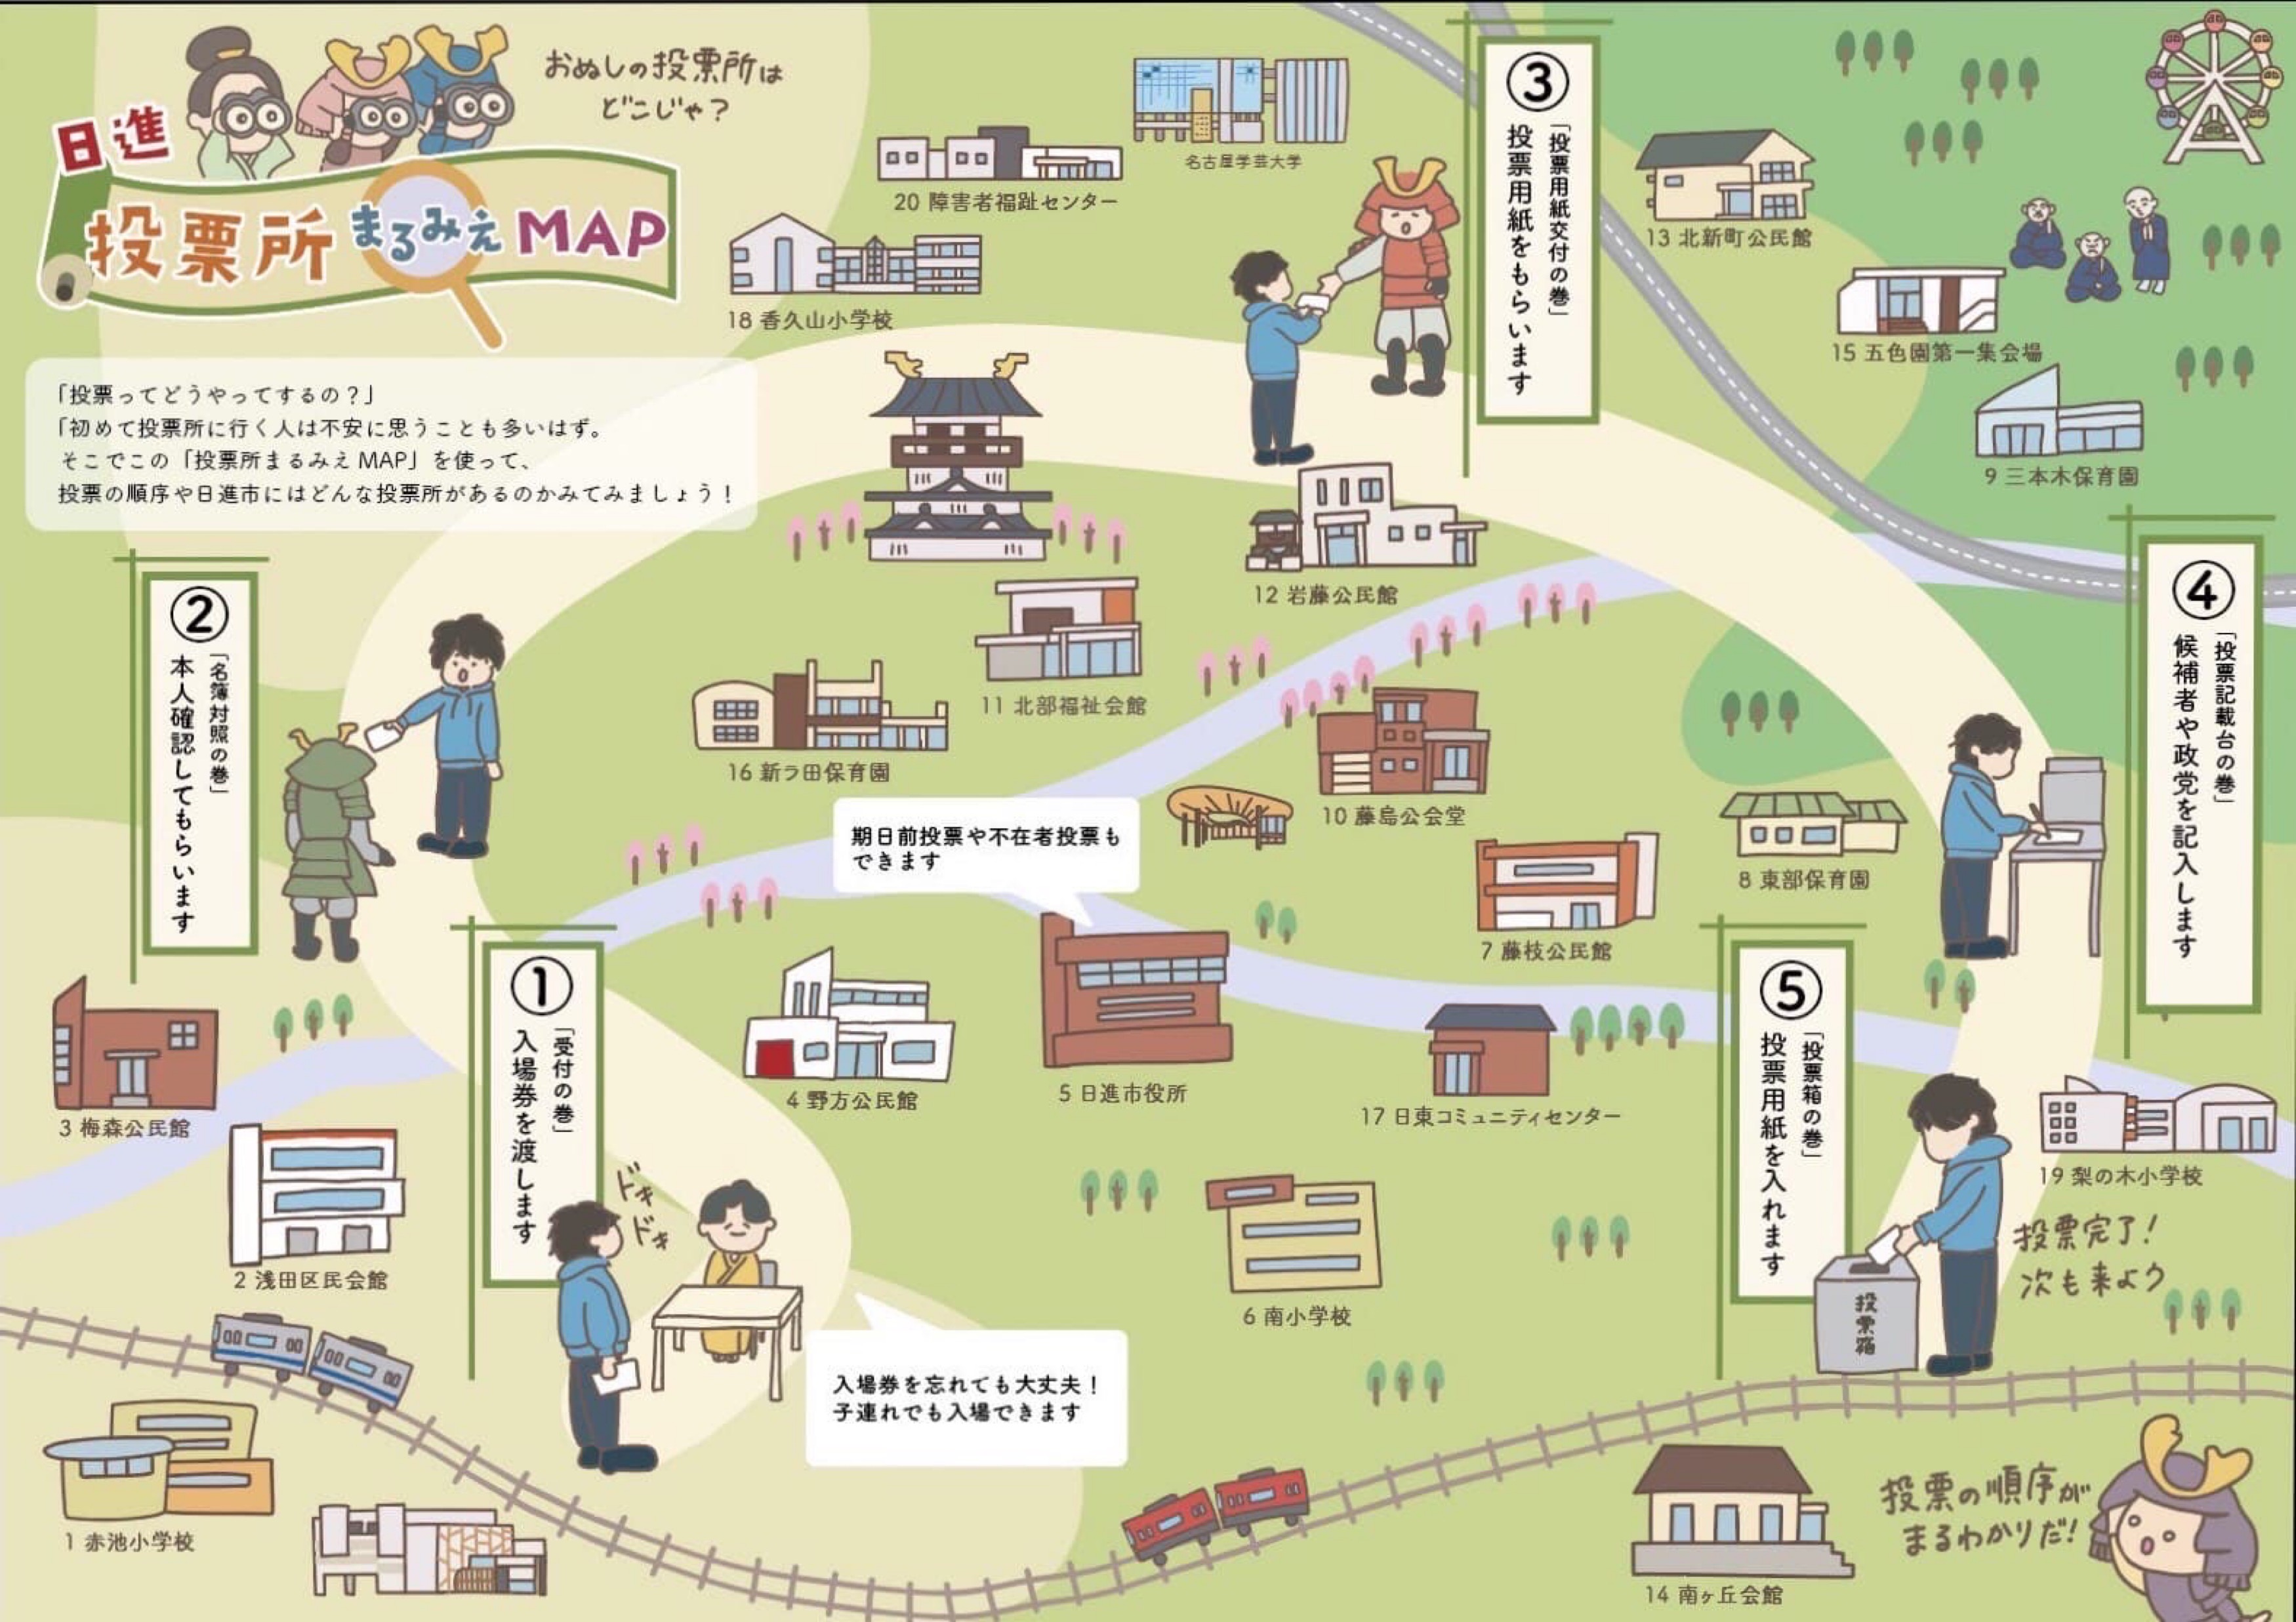 おぬしの投票所は
どこじゃ？
日進
投票所まるみえMAP
「投票ってどうやってするの？」
「初めて投票所に行く人は不安に思うことも多いはず。
そこでこの「投票所まるみえMAP」を使って、
投票の順序や日進市にはどんな投票所があるのかみてみましょう！
①
「受付の巻」
入場券を渡します
ドキ
ドキ
入場券を忘れても大丈夫！
子連れでも入場できます
②
「名簿対照の巻」
本人確認してもらいます
③
「投票用紙交付の巻」
投票用紙をもらいます
④
「投票記載台の巻」
候補者や政党を記入します
⑤
「投票箱の巻」
投票用紙を入れます
投票箱
投票完了！
次も来よう
名古屋学芸大学
20 障害者福祉センター
18 香久山小学校
13 北新町公民館
15 五色園第一集会場
9 三本木保育園
12 岩藤公民館
11 北部福祉会館
16 新ラ田保育園
10 藤島公会堂
期日前投票や不在者投票も
できます
8 東部保育園
7 藤枝公民館
4 野方公民館
5 日進市役所
17 日東コミュニティセンター
3 梅森公民館
19 梨の木小学校
2 浅田区民会館
6 南小学校
1 赤池小学校
14 南ヶ丘会館
投票の順序が
まるわかりだ！